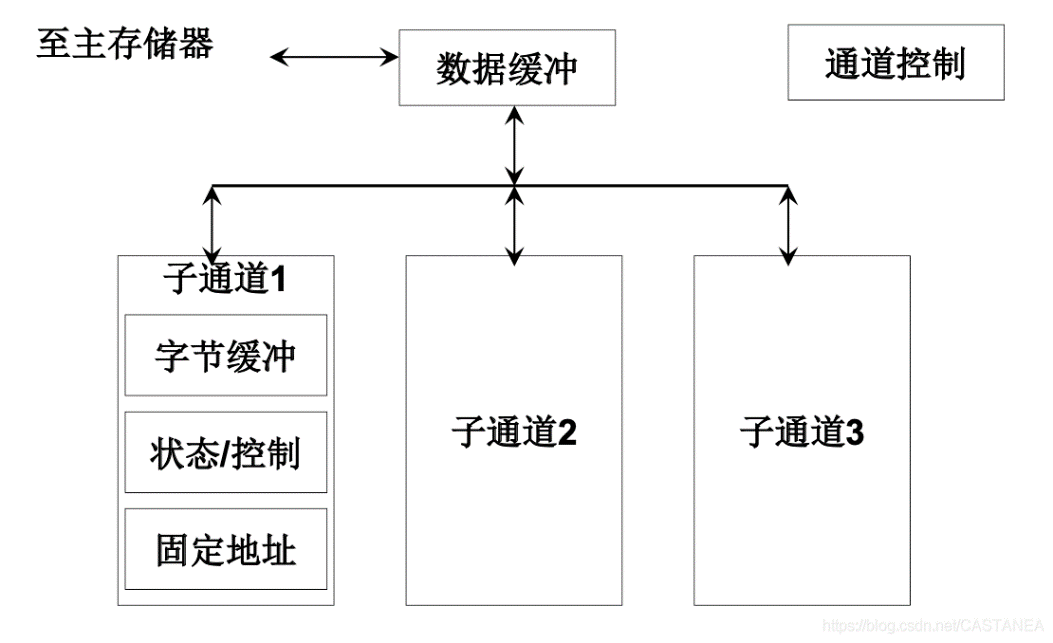 至主存储器
数据缓冲
通道控制
子通道1
字节缓冲
状态/控制
固定地址
子通道2
子通道3
https://blog.csdn.net/CASTANEA